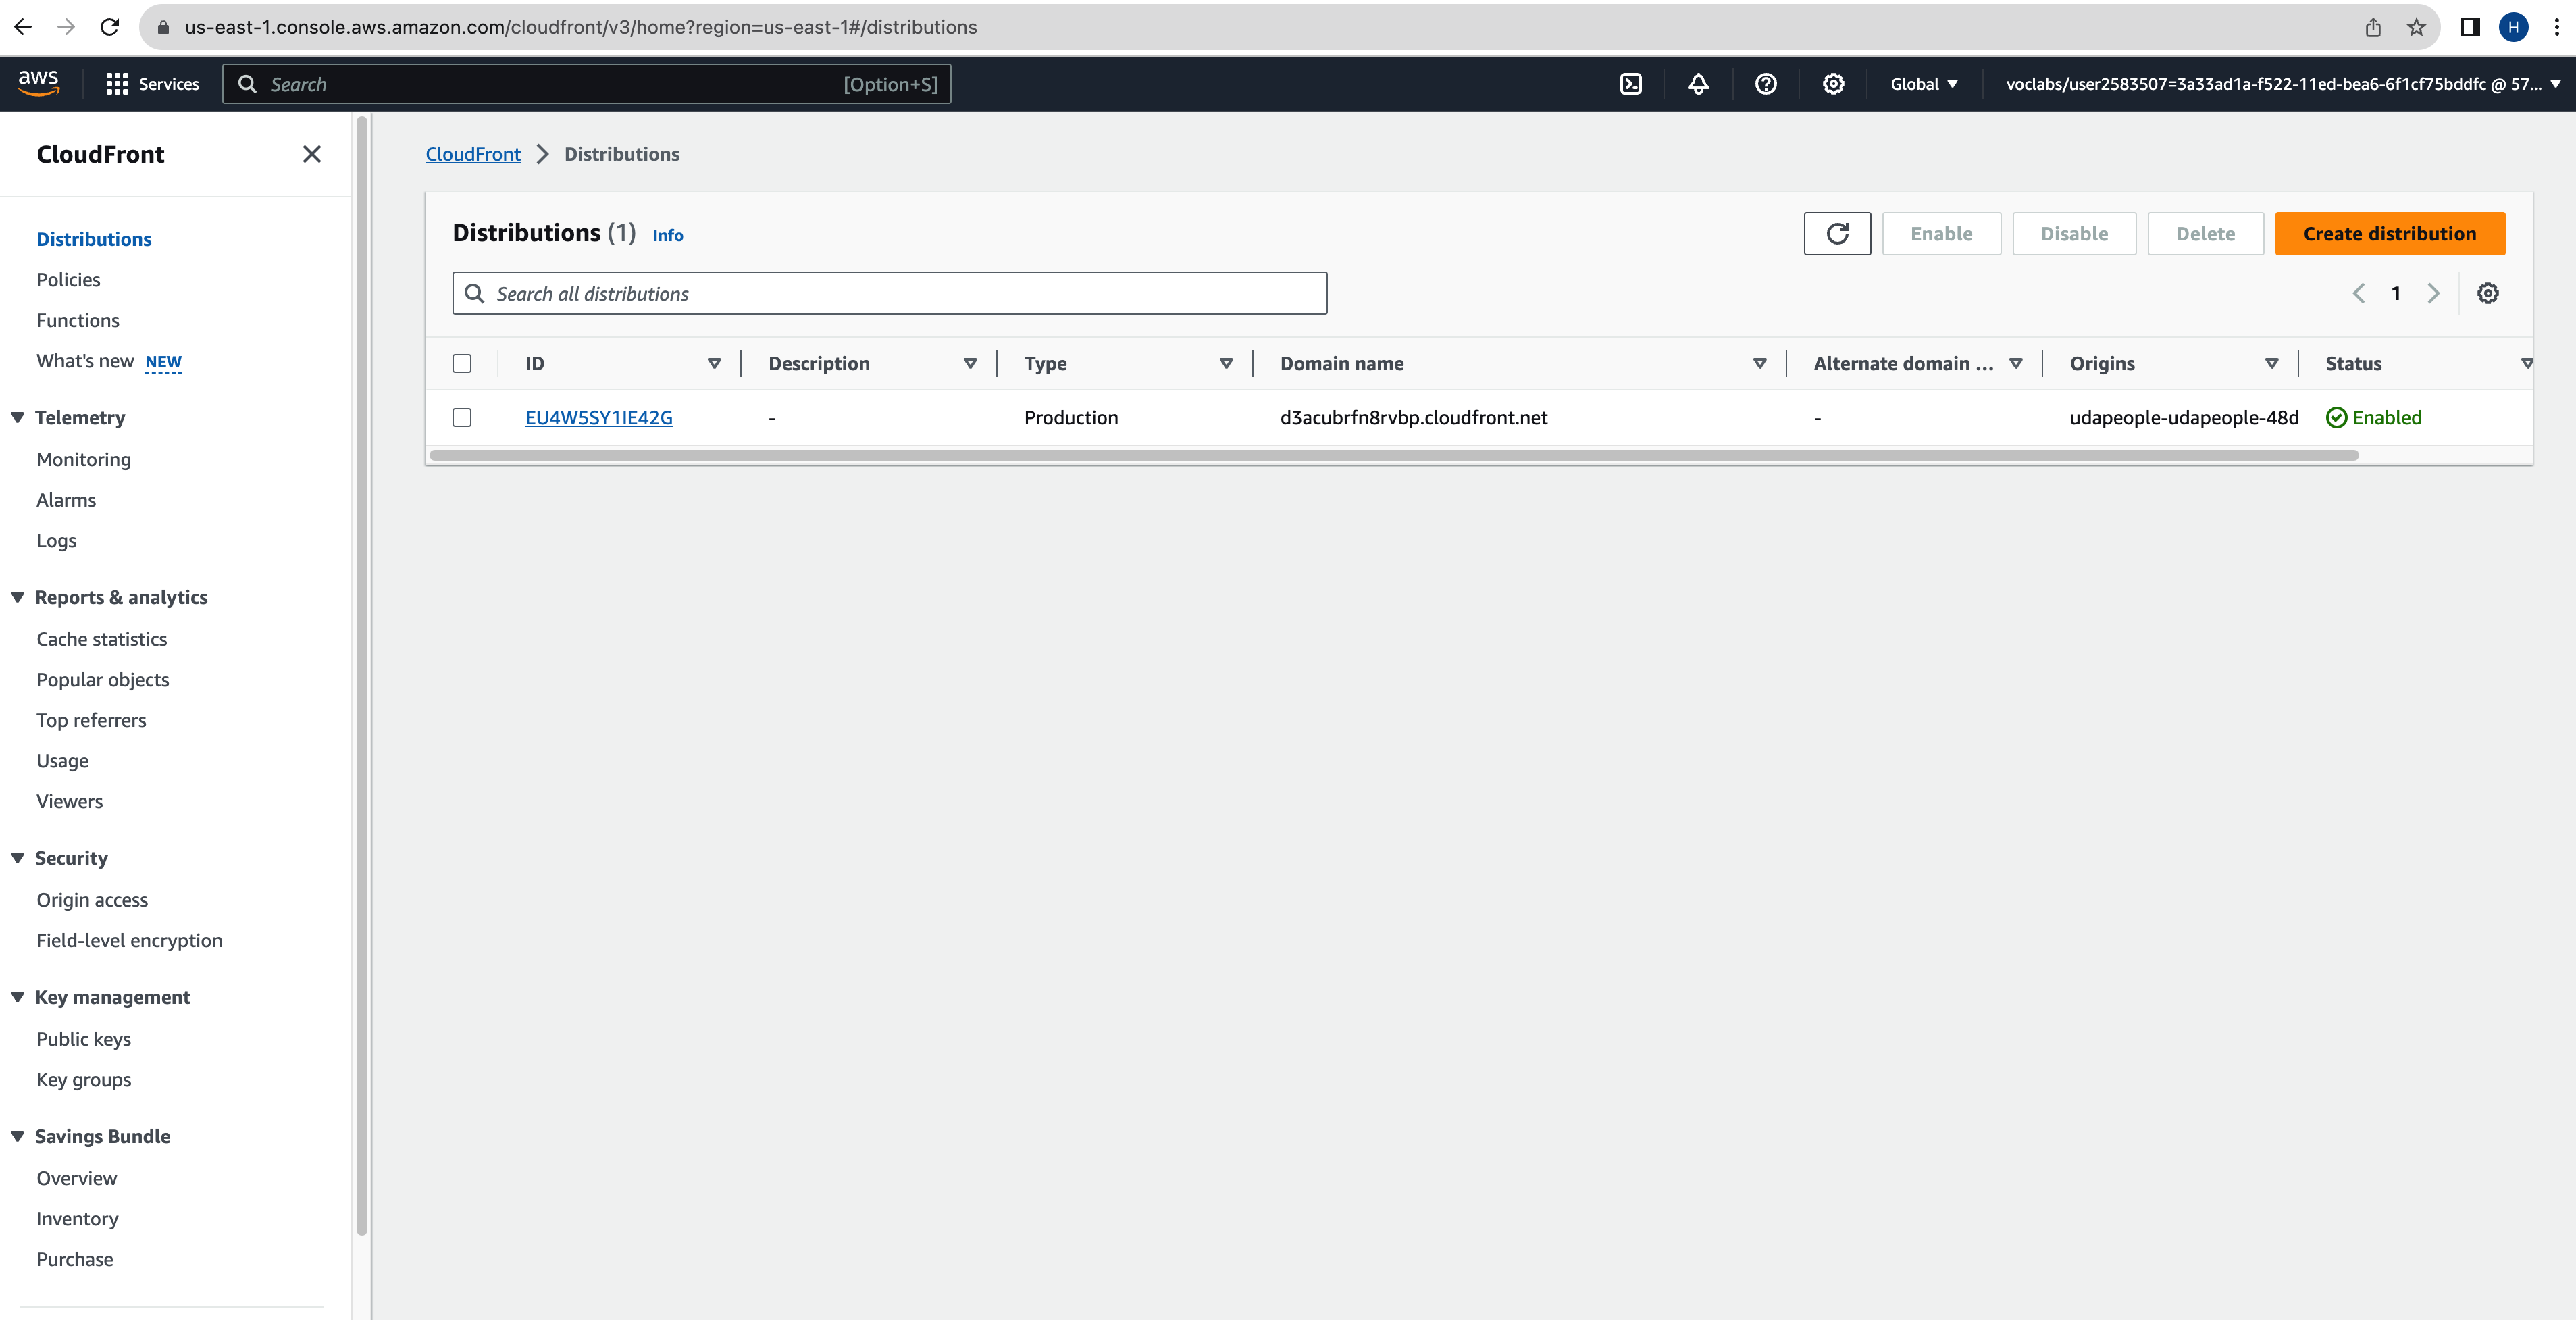 us-east-1.console.aws.amazon.com/cloudfront/v3/home?region=us-east-1#/distributions
H
aws
Services
Search
[Option+S]
Global
voclabs/user2583507=3a33ad1a-f522-11ed-bea6-6f1cf75bddfc @ 57...
CloudFront
Distributions
Policies
Functions
What's new NEW
Telemetry
Monitoring
Alarms
Logs
Reports & analytics
Cache statistics
Popular objects
Top referrers
Usage
Viewers
Security
Origin access
Field-level encryption
Key management
Public keys
Key groups
Savings Bundle
Overview
Inventory
Purchase
CloudFront > Distributions
Distributions (1) Info
Enable
Disable
Delete
Create distribution
Search all distributions
1
ID Description Type Domain name Alternate domain ... Origins Status
EU4W5SY1IE42G - Production d3acubrfn8rvbp.cloudfront.net - udapeople-udapeople-48d Enabled